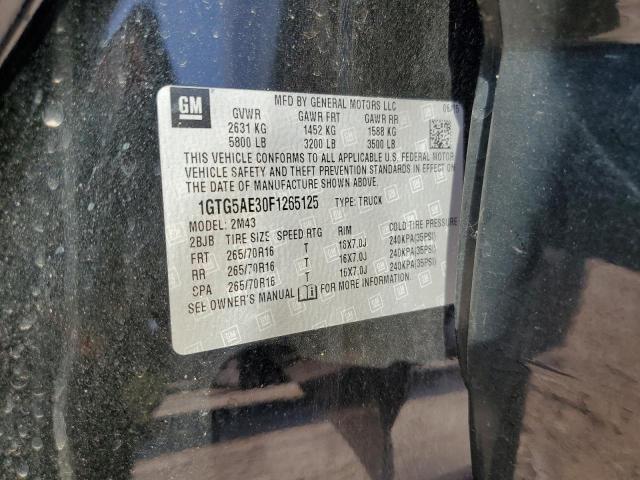 GM
MFD BY GENERAL MOTORS LLC
GVWR GAWR FRT GAWR RR
2631 KG 1452 KG 1588 KG
5800 LB 3200 LB 3500 LB
THIS VEHICLE CONFORMS TO ALL APPLICABLE U.S. FEDERAL MOTOR
VEHICLE SAFETY AND THEFT PREVENTION STANDARDS IN EFFECT ON
THE DATE OF MANUFACTURE SHOWN ABOVE.
1GTG5AE30F1265125 TYPE: TRUCK
MODEL: 2M43
2BJB TIRE SIZE SPEED RTG RIM COLD TIRE PRESSURE
FRT 265/70R16 T 16X7.0J 240KPA(35PSI)
RR 265/70R16 T 16X7.0J 240KPA(35PSI)
SPA 265/70R16 T 16X7.0J 240KPA(35PSI)
SEE OWNER'S MANUAL FOR MORE INFORMATION.